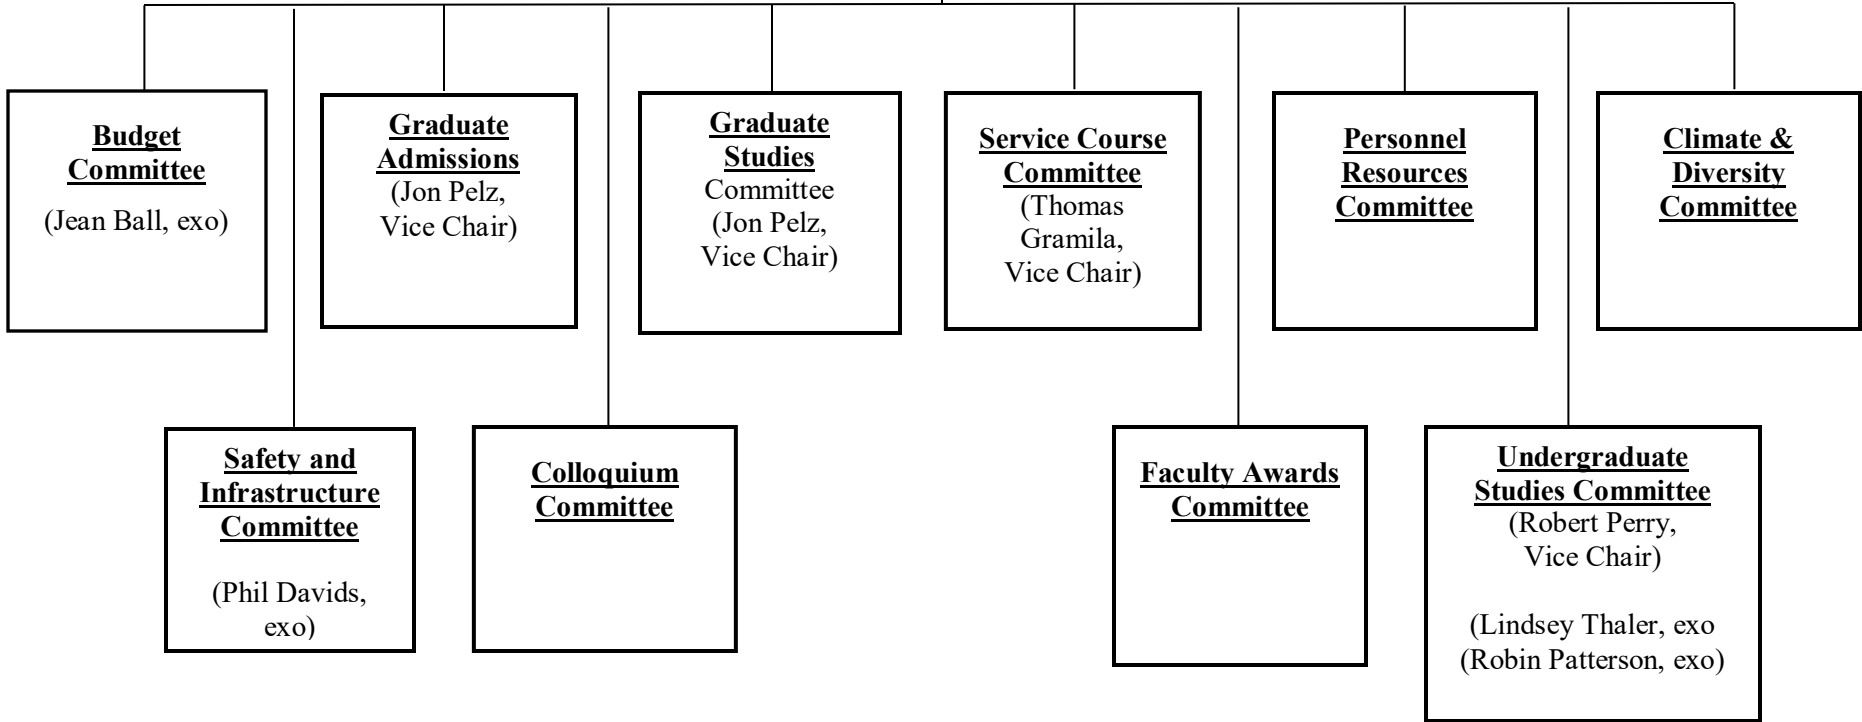 Budget
Committee
(Jean Ball, exo)
Graduate
Admissions
(Jon Pelz,
Vice Chair)
Graduate
Studies
Committee
(Jon Pelz,
Vice Chair)
Service Course
Committee
(Thomas
Gramila,
Vice Chair)
Personnel
Resources
Committee
Climate &
Diversity
Committee
Safety and
Infrastructure
Committee
(Phil Davids,
exo)
Colloquium
Committee
Faculty Awards
Committee
Undergraduate
Studies Committee
(Robert Perry,
Vice Chair)
(Lindsey Thaler, exo
(Robin Patterson, exo)